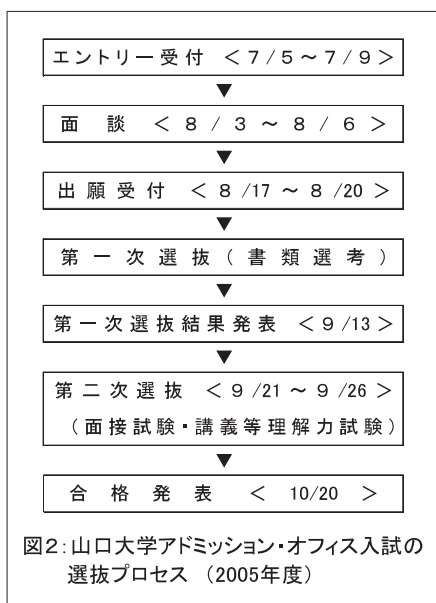 エントリー受付 <7/5~7/9>
▼
面談 <8/3~8/6>
▼
出願受付 <8/17~8/20>
▼
第一次選抜(書類選考)
▼
第一次選抜結果発表 <9/13>
▼
第二次選抜 <9/21~9/26>
(面接試験・講義等理解力試験)
▼
合格発表 <10/20>
図2:山口大学アドミッション・オフィス入試の
選抜プロセス (2005年度)